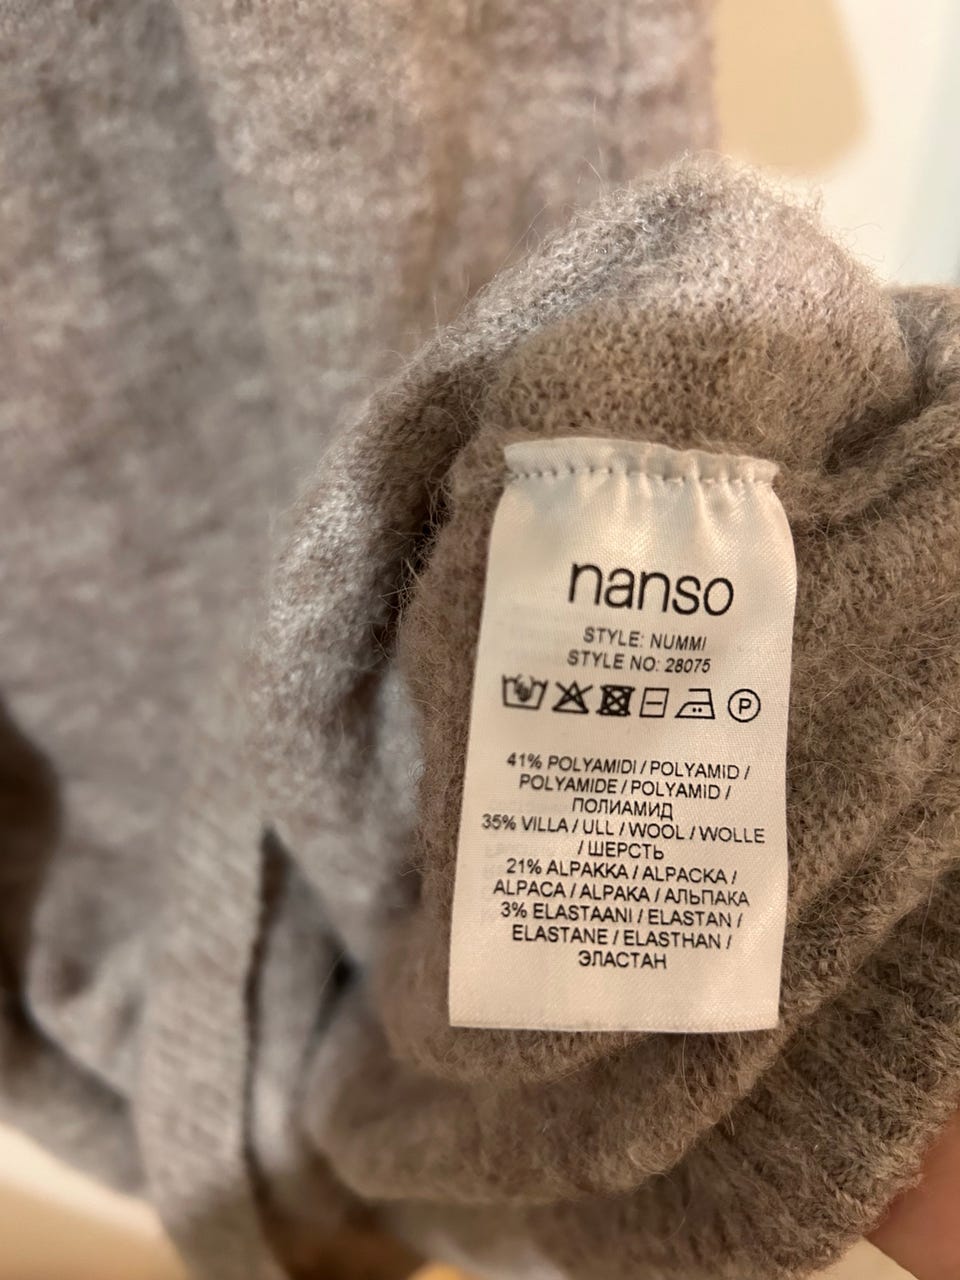 nanso
STYLE: NUMMI
STYLE NO: 28075
P
41% POLYAMIDI / POLYAMID /
POLYAMIDE / POLYAMID /
ПОЛИАМИД
35% VILLA / ULL / WOOL / WOLLE
/ ШЕРСТЬ
21% ALPAKKA / ALPACKA /
ALPACA / ALPAKA / АЛЬПАКА
3% ELASTAANI / ELASTAN /
ELASTANE / ELASTHAN /
ЭЛАСТАН